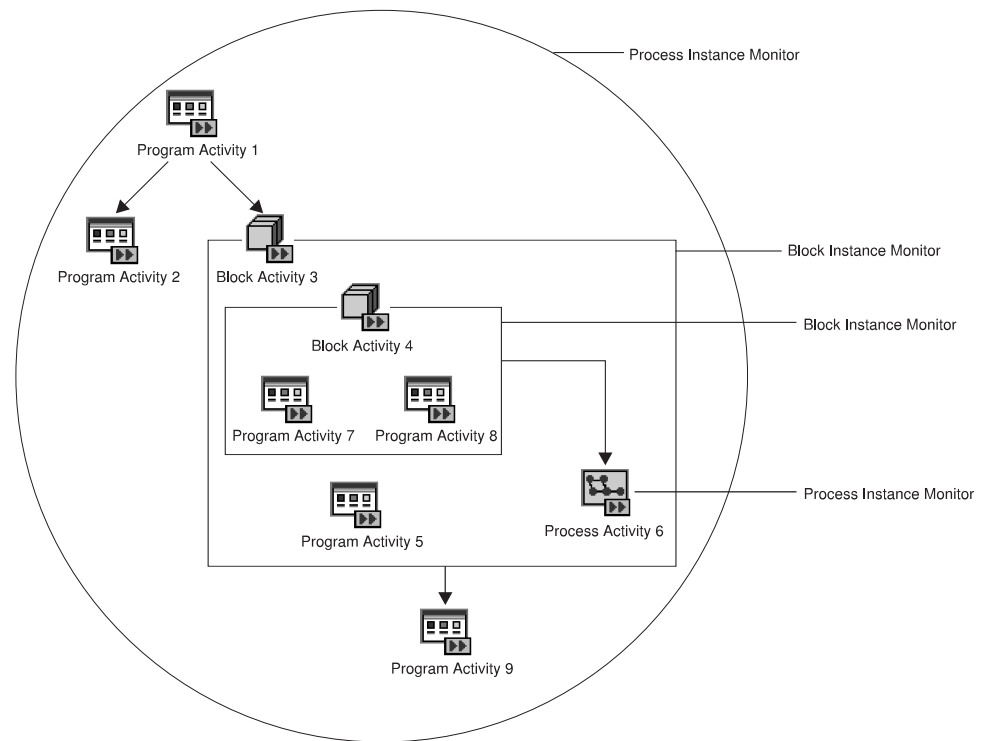 Process Instance Monitor
Program Activity 1
Program Activity 2
Block Activity 3
Block Instance Monitor
Block Activity 4
Block Instance Monitor
Program Activity 7
Program Activity 8
Process Instance Monitor
Program Activity 5
Process Activity 6
Program Activity 9